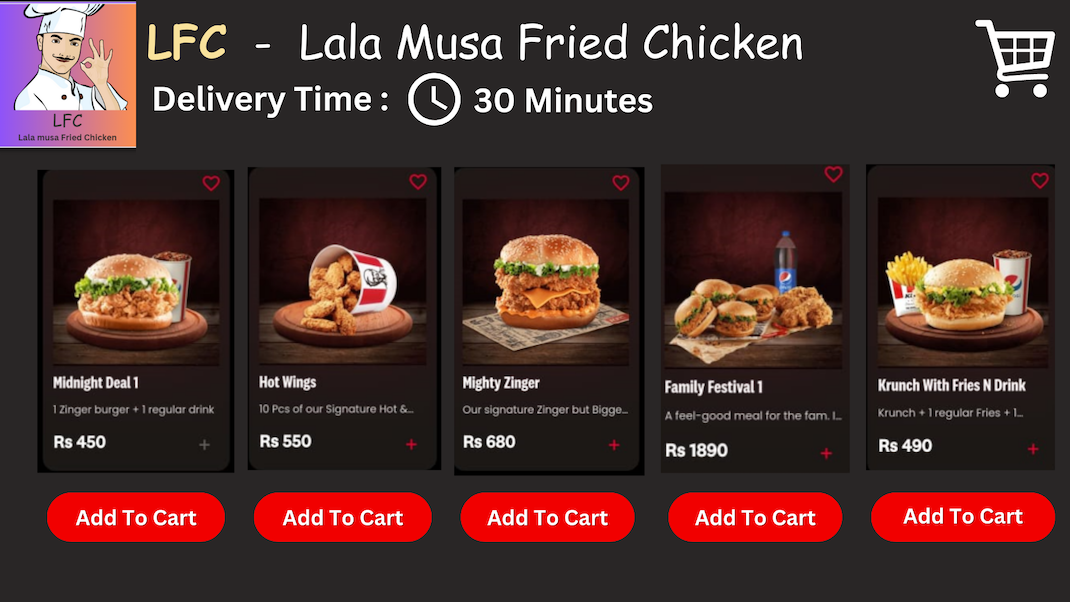 LFC - Lala Musa Fried Chicken
Delivery Time : 30 Minutes
LFC
Lala musa Fried Chicken
Midnight Deal 1
1 Zinger burger + 1 regular drink
Rs 450
+
Add To Cart
Hot Wings
10 Pcs of our Signature Hot &...
Rs 550
+
Add To Cart
Mighty Zinger
Our signature Zinger but Bigge...
Rs 680
+
Add To Cart
Family Festival 1
A feel-good meal for the fam. I...
Rs 1890
+
Add To Cart
Krunch With Fries N Drink
Krunch + 1 regular Fries + 1...
Rs 490
+
Add To Cart